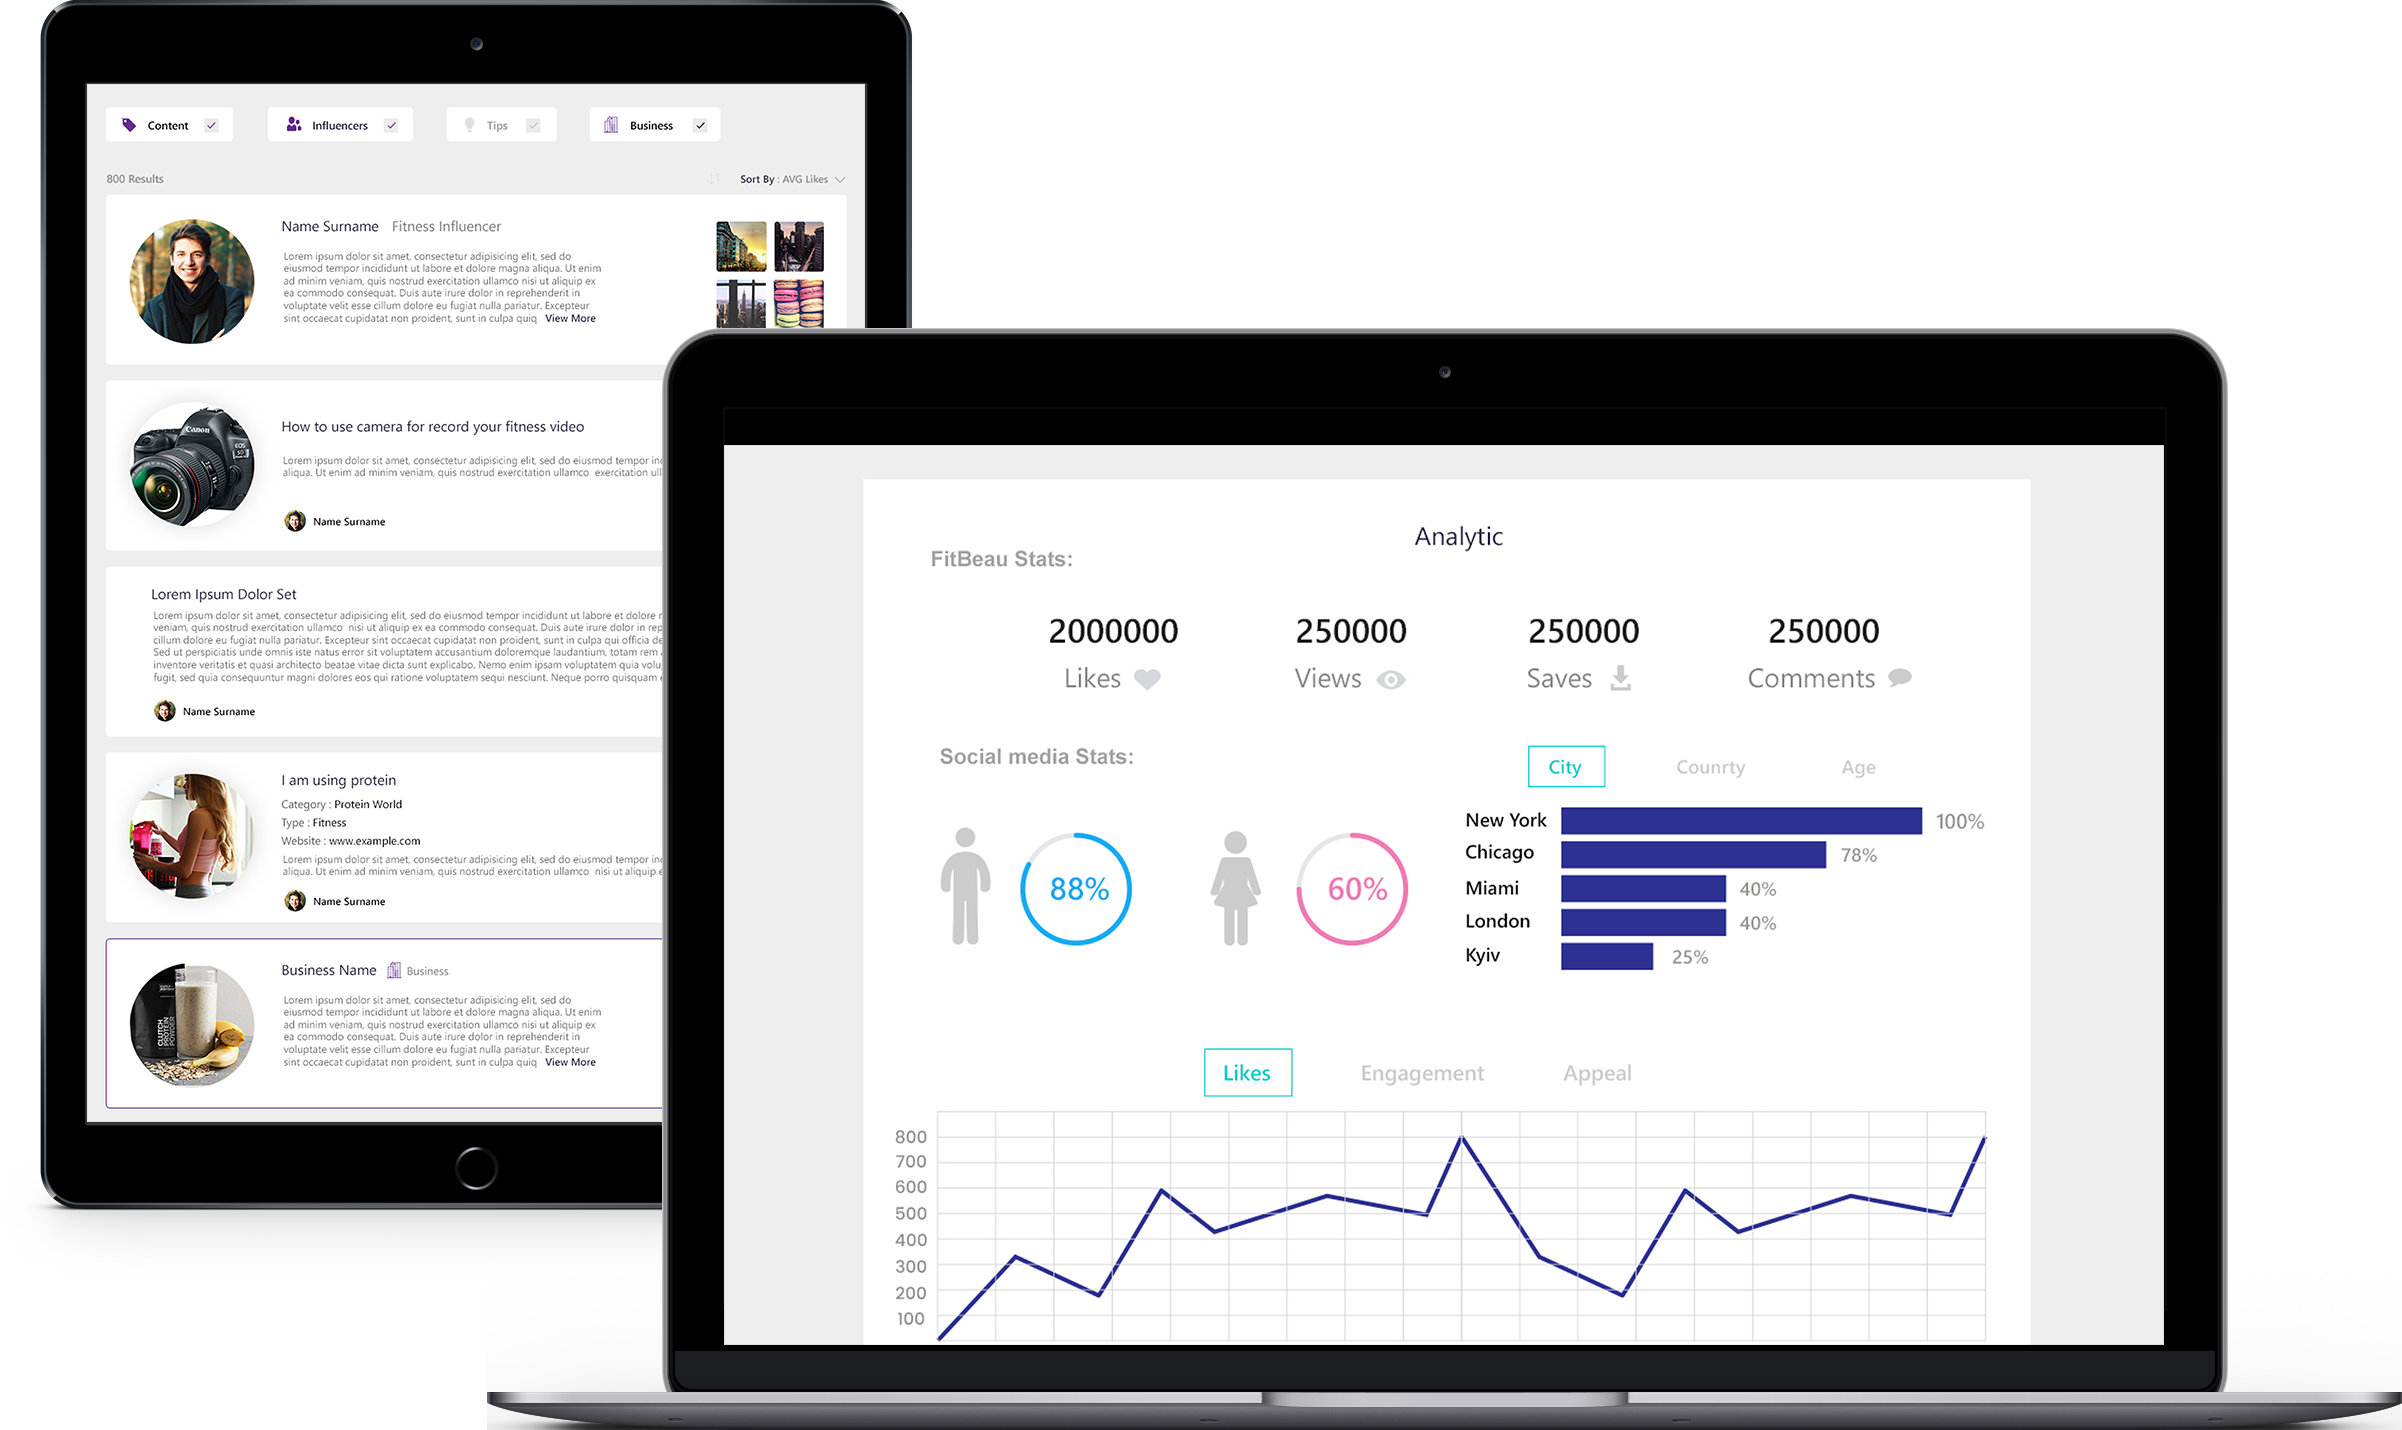 Content
Influencers
Tips
Business
800 Results
Sort By : AVG Likes
Name Surname Fitness Influencer
Lorem ipsum dolor sit amet, consectetur adipisicing elit, sed do
eiusmod tempor incididunt ut labore et dolore magna aliqua. Ut enim
ad minim veniam, quis nostrud exercitation ullamco nisi ut aliquip ex
ea commodo consequat. Duis aute irure dolor in reprehenderit in
voluptate velit esse cillum dolore eu fugiat nulla pariatur. Excepteur
sint occaecat cupidatat non proident, sunt in culpa quiq View More
Canon
EOS
5D
How to use camera for record your fitness video
Lorem ipsum dolor sit amet, consectetur adipisicing elit, sed do eiusmod tempor inc
aliqua. Ut enim ad minim veniam, quis nostrud exercitation ullamco exercitation ull
Name Surname
Lorem Ipsum Dolor Set
Lorem ipsum dolor sit amet, consectetur adipisicing elit, sed do eiusmod tempor incididunt ut labore et dolore
veniam, quis nostrud exercitation ullamco nisi ut aliquip ex ea commodo consequat. Duis aute irure dolor in rep
cillum dolore eu fugiat nulla pariatur. Excepteur sint occaecat cupidatat non proident, sunt in culpa qui officia de
Sed ut perspiciatis unde omnis iste natus error sit voluptatem accusantium doloremque laudantium, totam rem
inventore veritatis et quasi architecto beatae vitae dicta sunt explicabo. Nemo enim ipsam voluptatem quia volu
fugit, sed quia consequuntur magni dolores eos qui ratione voluptatem sequi nesciunt. Neque porro quisquam
Name Surname
I am using protein
Category : Protein World
Type : Fitness
Website : www.example.com
Lorem ipsum dolor sit amet, consectetur adipisicing elit, sed do eiusmod tempor inc
aliqua. Ut enim ad minim veniam, quis nostrud exercitation ullamco nisi ut aliquip e
Name Surname
CLUTCH
PROTEIN
POWDER
Business Name Business
Lorem ipsum dolor sit amet, consectetur adipisicing elit, sed do
eiusmod tempor incididunt ut labore et dolore magna aliqua. Ut enim
ad minim veniam, quis nostrud exercitation ullamco nisi ut aliquip ex
ea commodo consequat. Duis aute irure dolor in reprehenderit in
voluptate velit esse cillum dolore eu fugiat nulla pariatur. Excepteur
sint occaecat cupidatat non proident, sunt in culpa quiq View More
Analytic
FitBeau Stats:
2000000 250000 250000 250000
Likes Views Saves Comments
Social media Stats:
88%
60%
City Counrty Age
New York 100%
Chicago 78%
Miami 40%
London 40%
Kyiv 25%
Likes Engagement Appeal
800
700
600
500
400
300
200
100